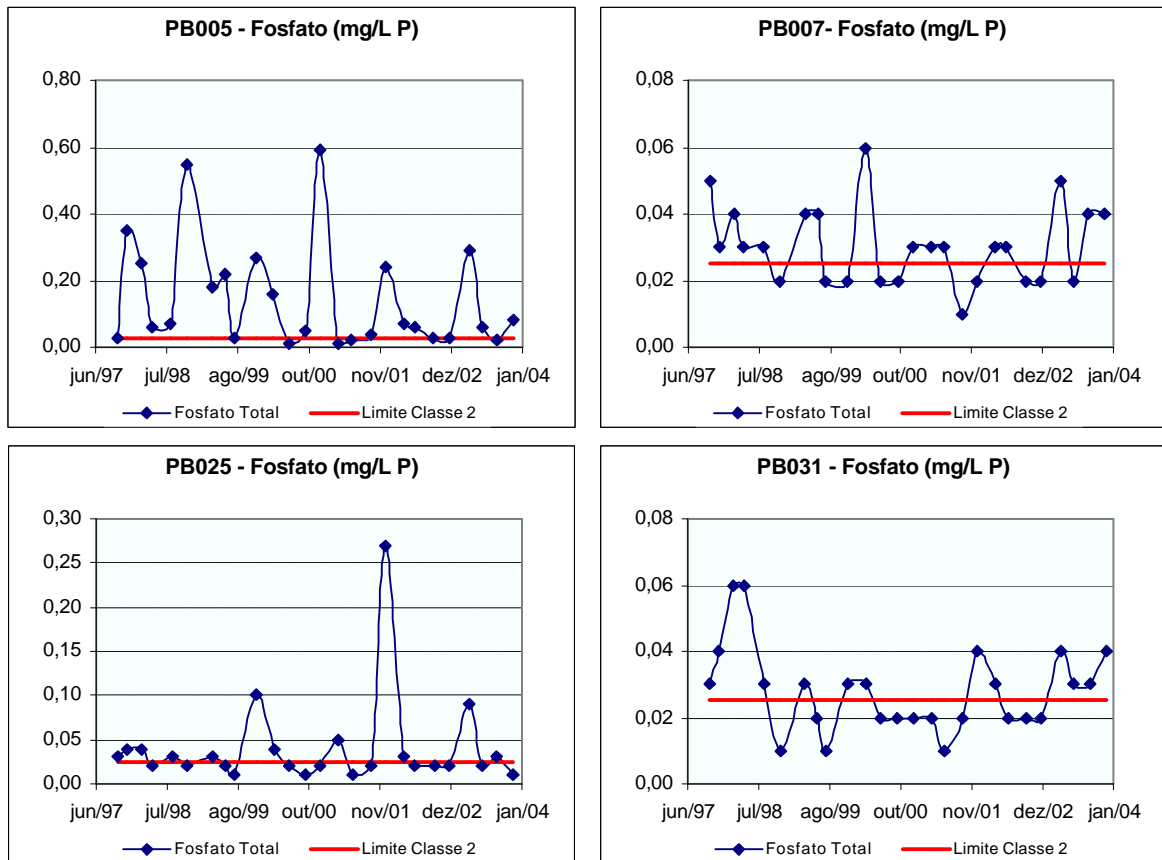 PB005 - Fosfato (mg/L P)
0,80
0,60
0,40
0,20
0,00
jun/97 jul/98 ago/99 out/00 nov/01 dez/02 jan/04
Fosfato Total Limite Classe 2
PB007- Fosfato (mg/L P)
0,08
0,06
0,04
0,02
0,00
jun/97 jul/98 ago/99 out/00 nov/01 dez/02 jan/04
Fosfato Total Limite Classe 2
PB025 - Fosfato (mg/L P)
0,30
0,25
0,20
0,15
0,10
0,05
0,00
jun/97 jul/98 ago/99 out/00 nov/01 dez/02 jan/04
Fosfato Total Limite Classe 2
PB031 - Fosfato (mg/L P)
0,08
0,06
0,04
0,02
0,00
jun/97 jul/98 ago/99 out/00 nov/01 dez/02 jan/04
Fosfato Total Limite Classe 2